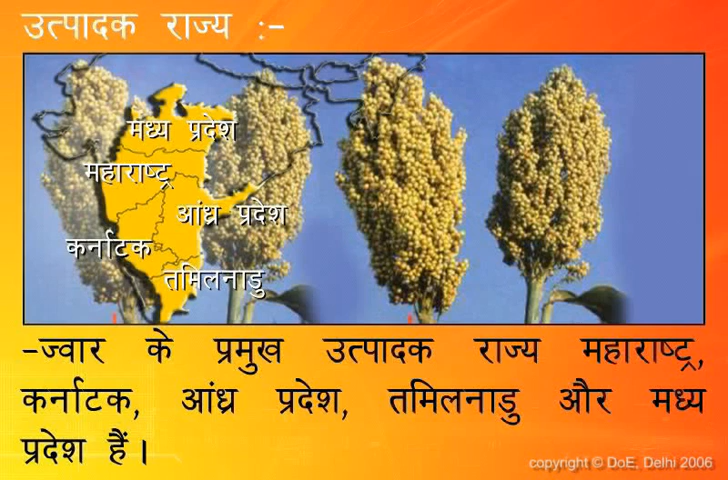 उत्पादक राज्य :-
मध्य प्रदेश
महाराष्ट्र
आंध्र प्रदेश
कर्नाटक
तमिलनाडु
-ज्वार के प्रमुख उत्पादक राज्य महाराष्ट्र,
कर्नाटक, आंध्र प्रदेश, तमिलनाडु और मध्य
प्रदेश हैं।
copyright © DoE, Delhi 2006